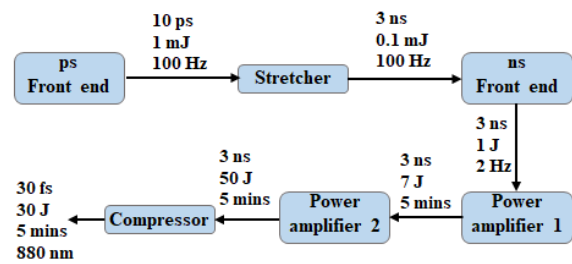 ps
Front end
10 ps
1 mJ
100 Hz
Stretcher
3 ns
0.1 mJ
100 Hz
ns
Front end
3 ns
1 J
2 Hz
Power
amplifier 1
3 ns
7 J
5 mins
Power
amplifier 2
3 ns
50 J
5 mins
Compressor
30 fs
30 J
5 mins
880 nm